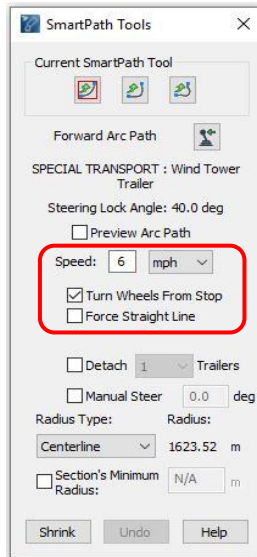 SmartPath Tools
Current SmartPath Tool
Forward Arc Path
SPECIAL TRANSPORT : Wind Tower
Trailer
Steering Lock Angle: 40.0 deg
Preview Arc Path
Speed: 6 mph
Turn Wheels From Stop
Force Straight Line
Detach 1 Trailers
Manual Steer 0.0 deg
Radius Type: Radius:
Centerline 1623.52 m
Section's Minimum
Radius: N/A m
Shrink Undo Help